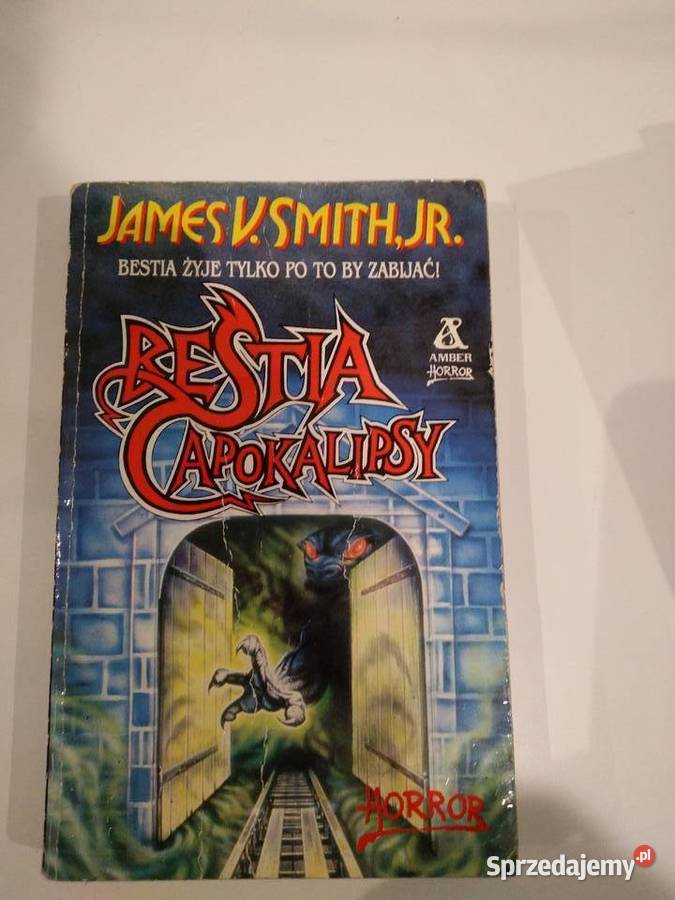 JAMES V. SMITH, JR.
BESTIA ŻYJE TYLKO PO TO BY ZABIJAĆ!
BESTIA
APOKALIPSY
A
AMBER
HORROR
HORROR
Sprzedajemy.pl